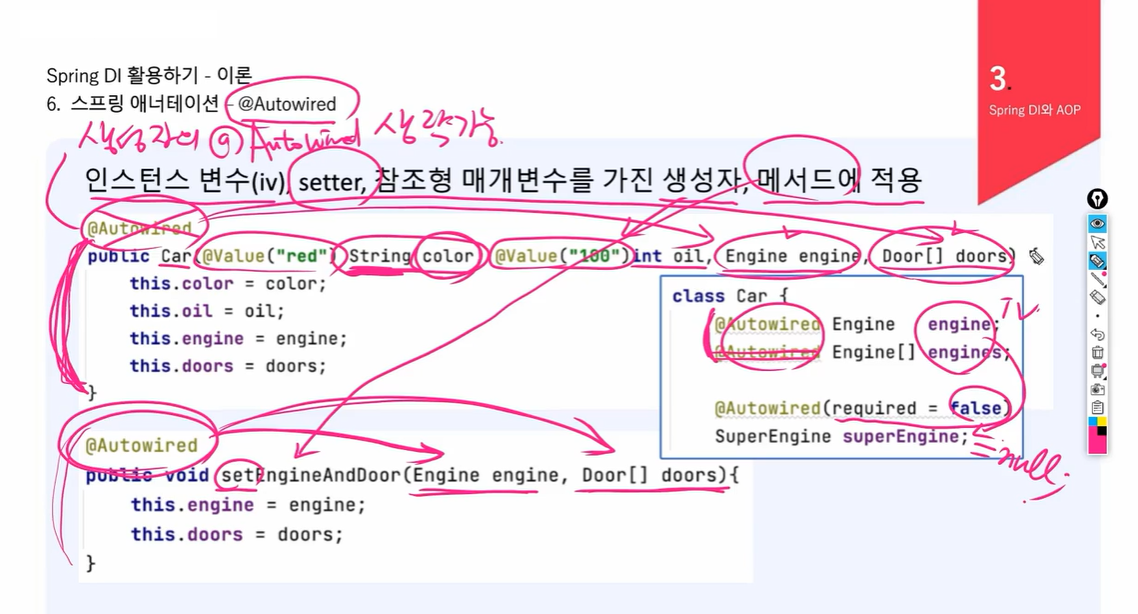 Spring DI 활용하기 - 이론
6. 스프링 애너테이션 - @Autowired
3.
Spring DI와 AOP
생성자의 @Autowired 생략가능.
인스턴스 변수(iv), setter, 참조형 매개변수를 가진 생성자, 메서드에 적용
@Autowired
public Car(@Value("red") String color, @Value("100") int oil, Engine engine, Door[] doors)
this.color = color;
this.oil = oil;
this.engine = engine;
this.doors = doors;
}
class Car {
@Autowired Engine engine;
iv
@Autowired Engine[] engines;
@Autowired(required = false)
SuperEngine superEngine;
null.
@Autowired
public void setEngineAndDoor(Engine engine, Door[] doors){
this.engine = engine;
this.doors = doors;
}